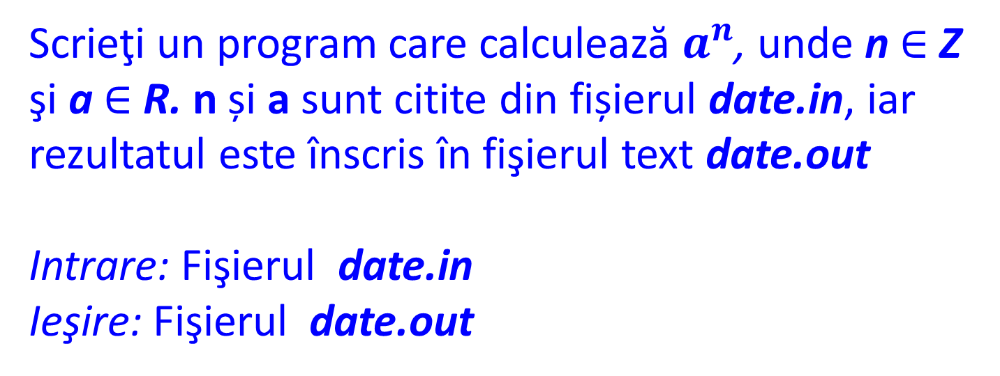 Scrieţi un program care calculează aⁿ, unde n ∈ Z
şi a ∈ R. n și a sunt citite din fișierul date.in, iar
rezultatul este înscris în fişierul text date.out
Intrare: Fişierul date.in
Ieşire: Fişierul date.out